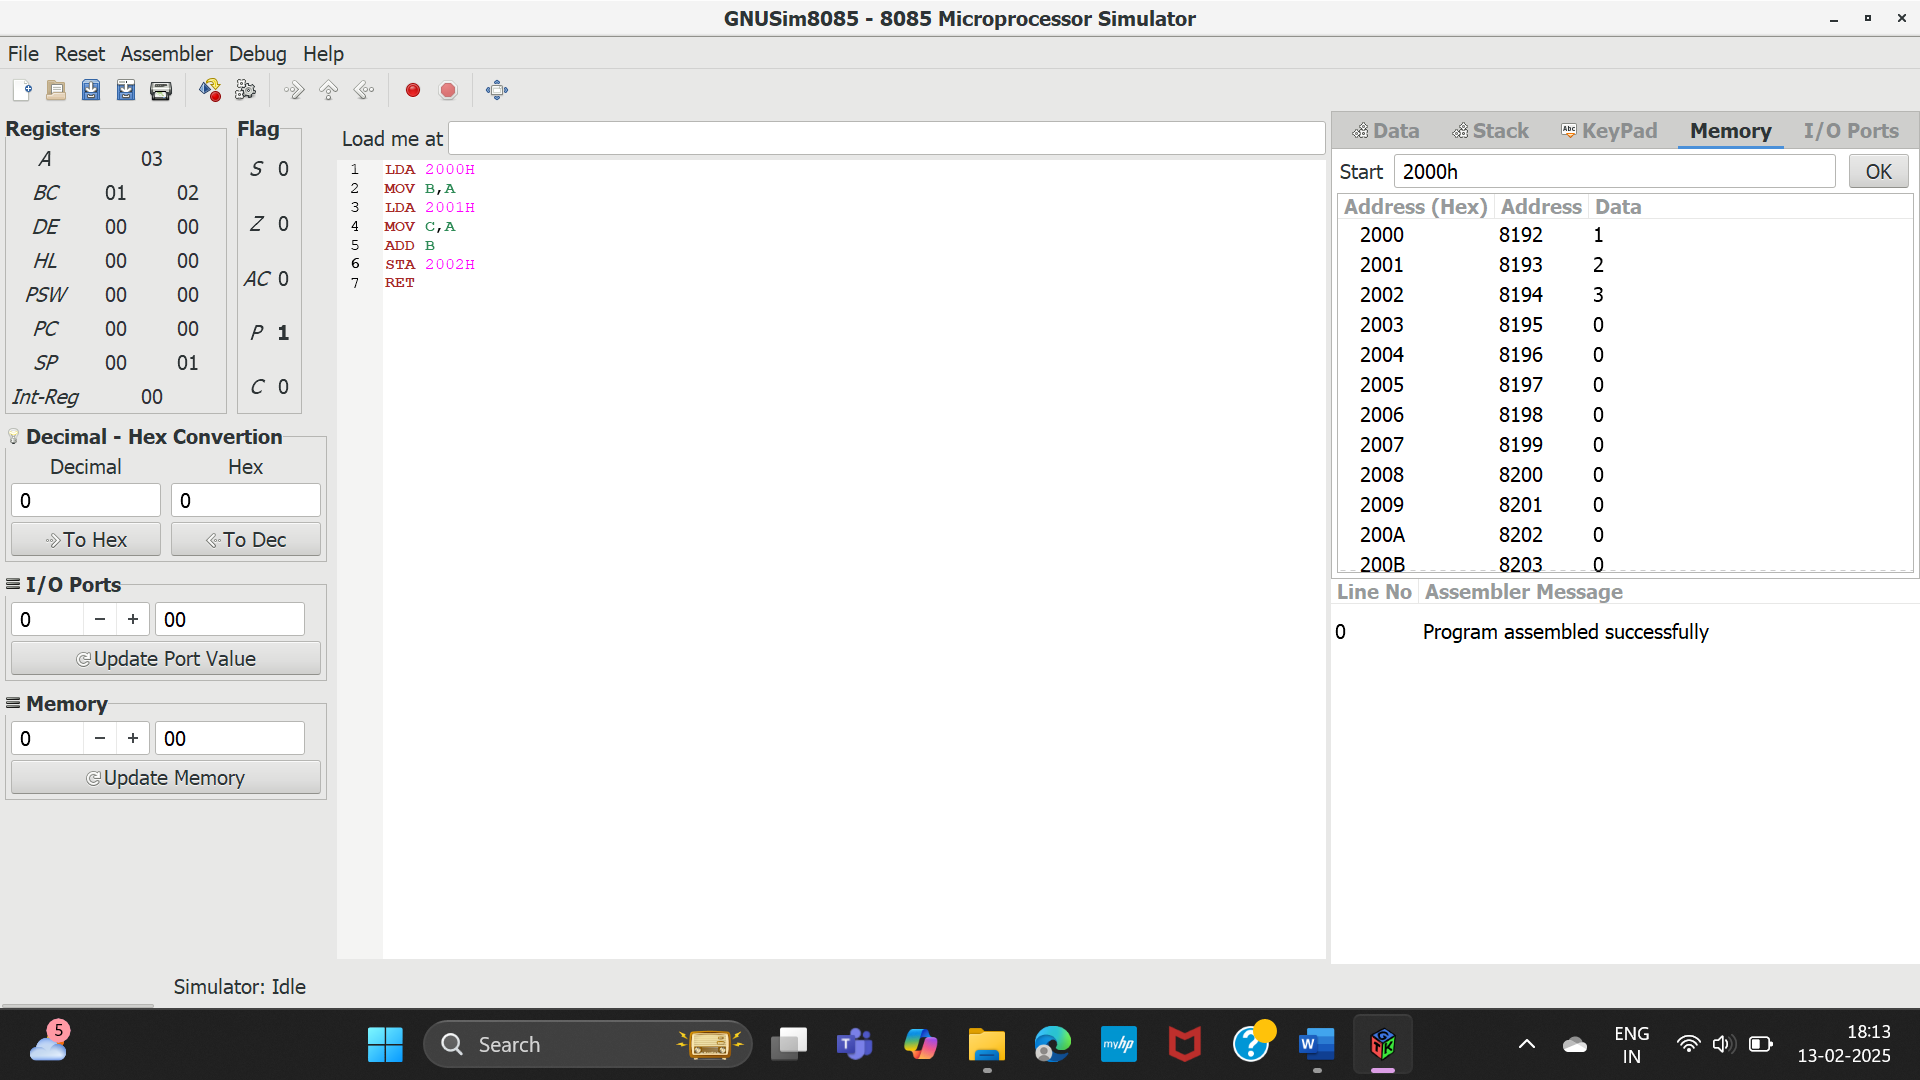 GNUSim8085 - 8085 Microprocessor Simulator
File Reset Assembler Debug Help
Registers
A 03
BC 01 02
DE 00 00
HL 00 00
PSW 00 00
PC 00 00
SP 00 01
Int-Reg 00
Flag
S 0
Z 0
AC 0
P 1
C 0
Decimal - Hex Convertion
Decimal Hex
0 0
To Hex To Dec
I/O Ports
0 − + 00
Update Port Value
Memory
0 − + 00
Update Memory
Load me at
1 LDA 2000H
2 MOV B,A
3 LDA 2001H
4 MOV C,A
5 ADD B
6 STA 2002H
7 RET
Data Stack Abc KeyPad Memory I/O Ports
Start 2000h OK
Address (Hex) Address Data
2000 8192 1
2001 8193 2
2002 8194 3
2003 8195 0
2004 8196 0
2005 8197 0
2006 8198 0
2007 8199 0
2008 8200 0
2009 8201 0
200A 8202 0
200B 8203 0
Line No Assembler Message
0 Program assembled successfully
Simulator: Idle
5
Search
T
myhp
?
W
GTK
ENG
IN
18:13
13-02-2025